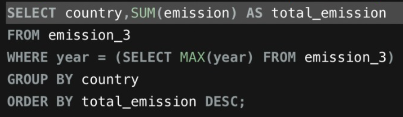 SELECT country,SUM(emission) AS total_emission
FROM emission_3
WHERE year = (SELECT MAX(year) FROM emission_3)
GROUP BY country
ORDER BY total_emission DESC;